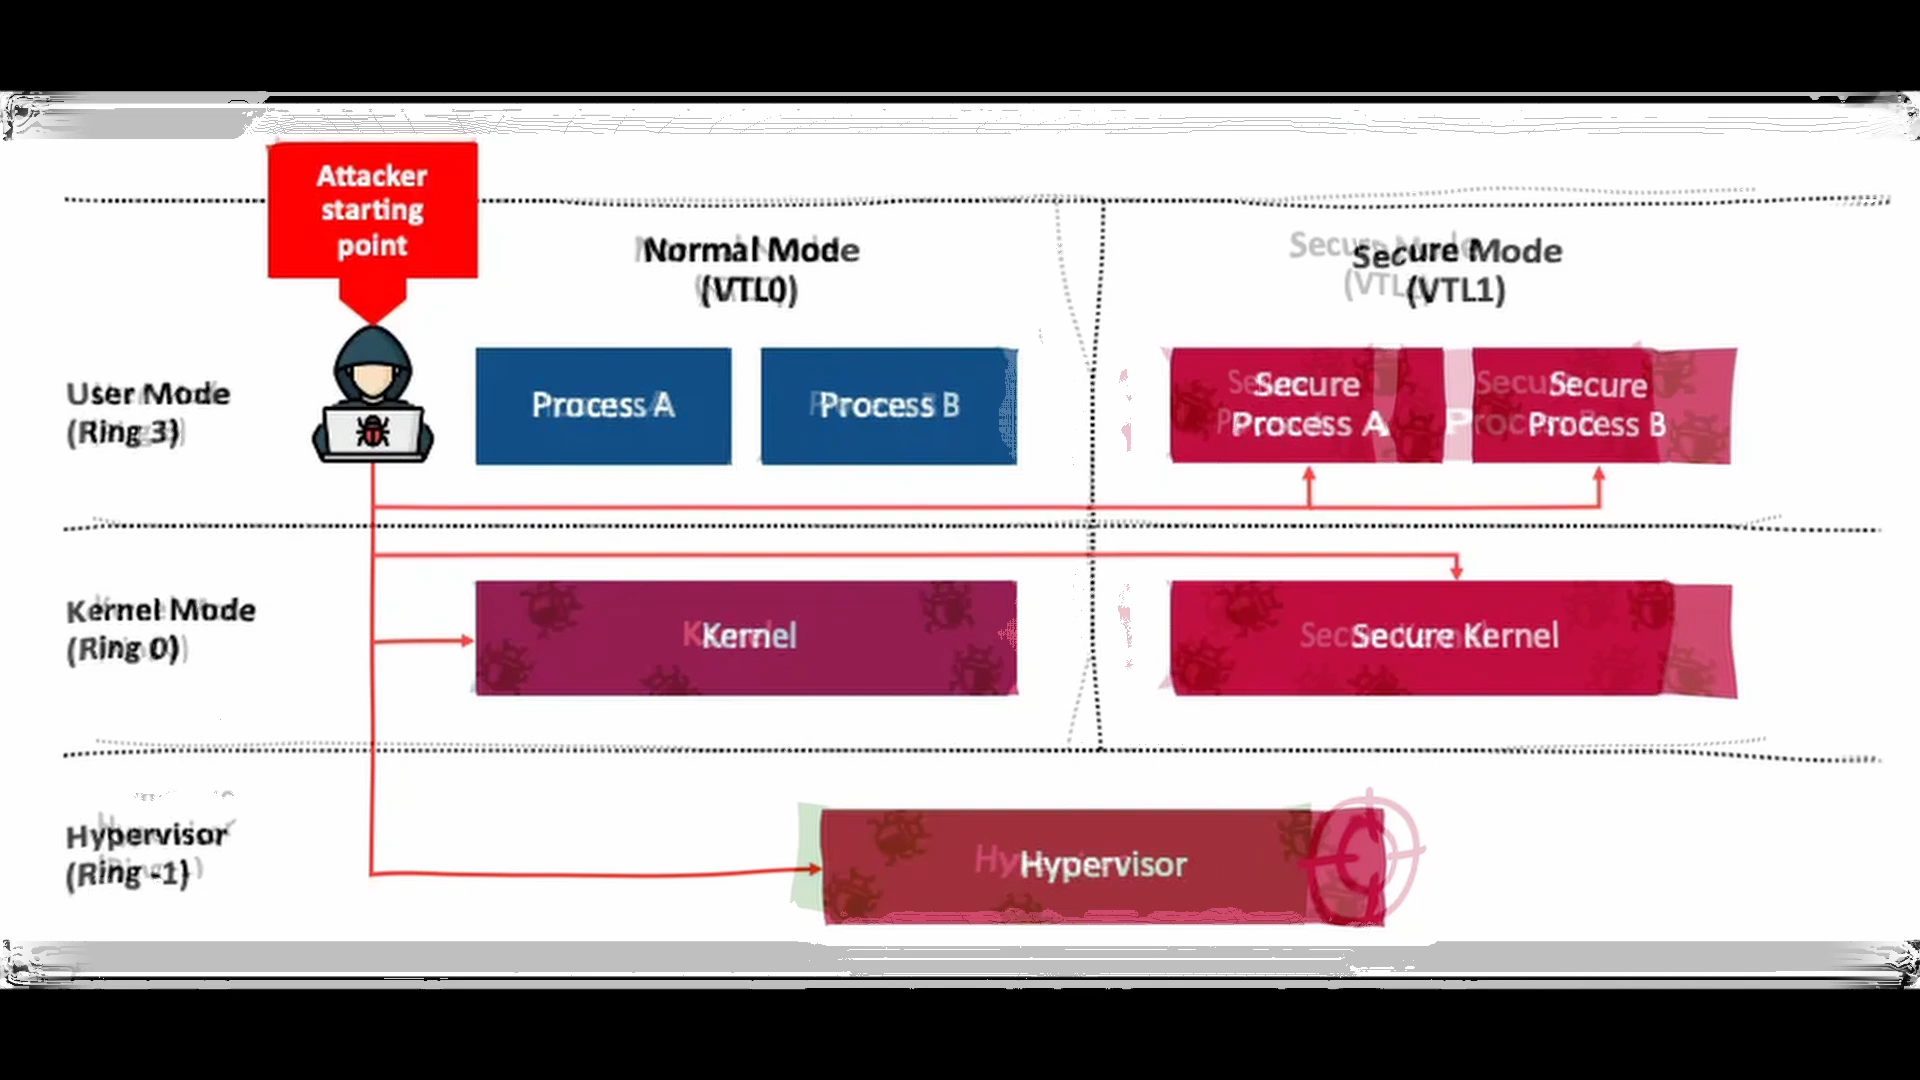 Attacker
starting
point
Normal Mode
(VTL0)
Secure Mode
(VTL1)
User Mode
(Ring 3)
Process A
Process B
Secure
Process A
Secure
Process B
Kernel Mode
(Ring 0)
Kernel
Secure Kernel
Hypervisor
(Ring -1)
Hypervisor